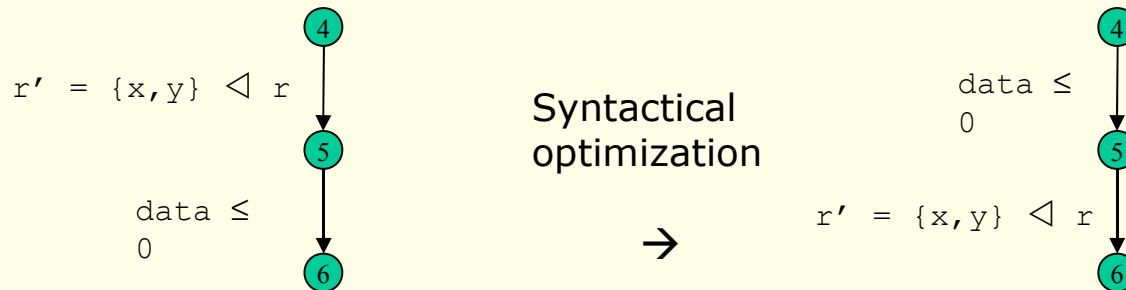 4
r′ = {x,y} ◁ r
5
data ≤
0
6
Syntactical
optimization
→
4
data ≤
0
5
r′ = {x,y} ◁ r
6